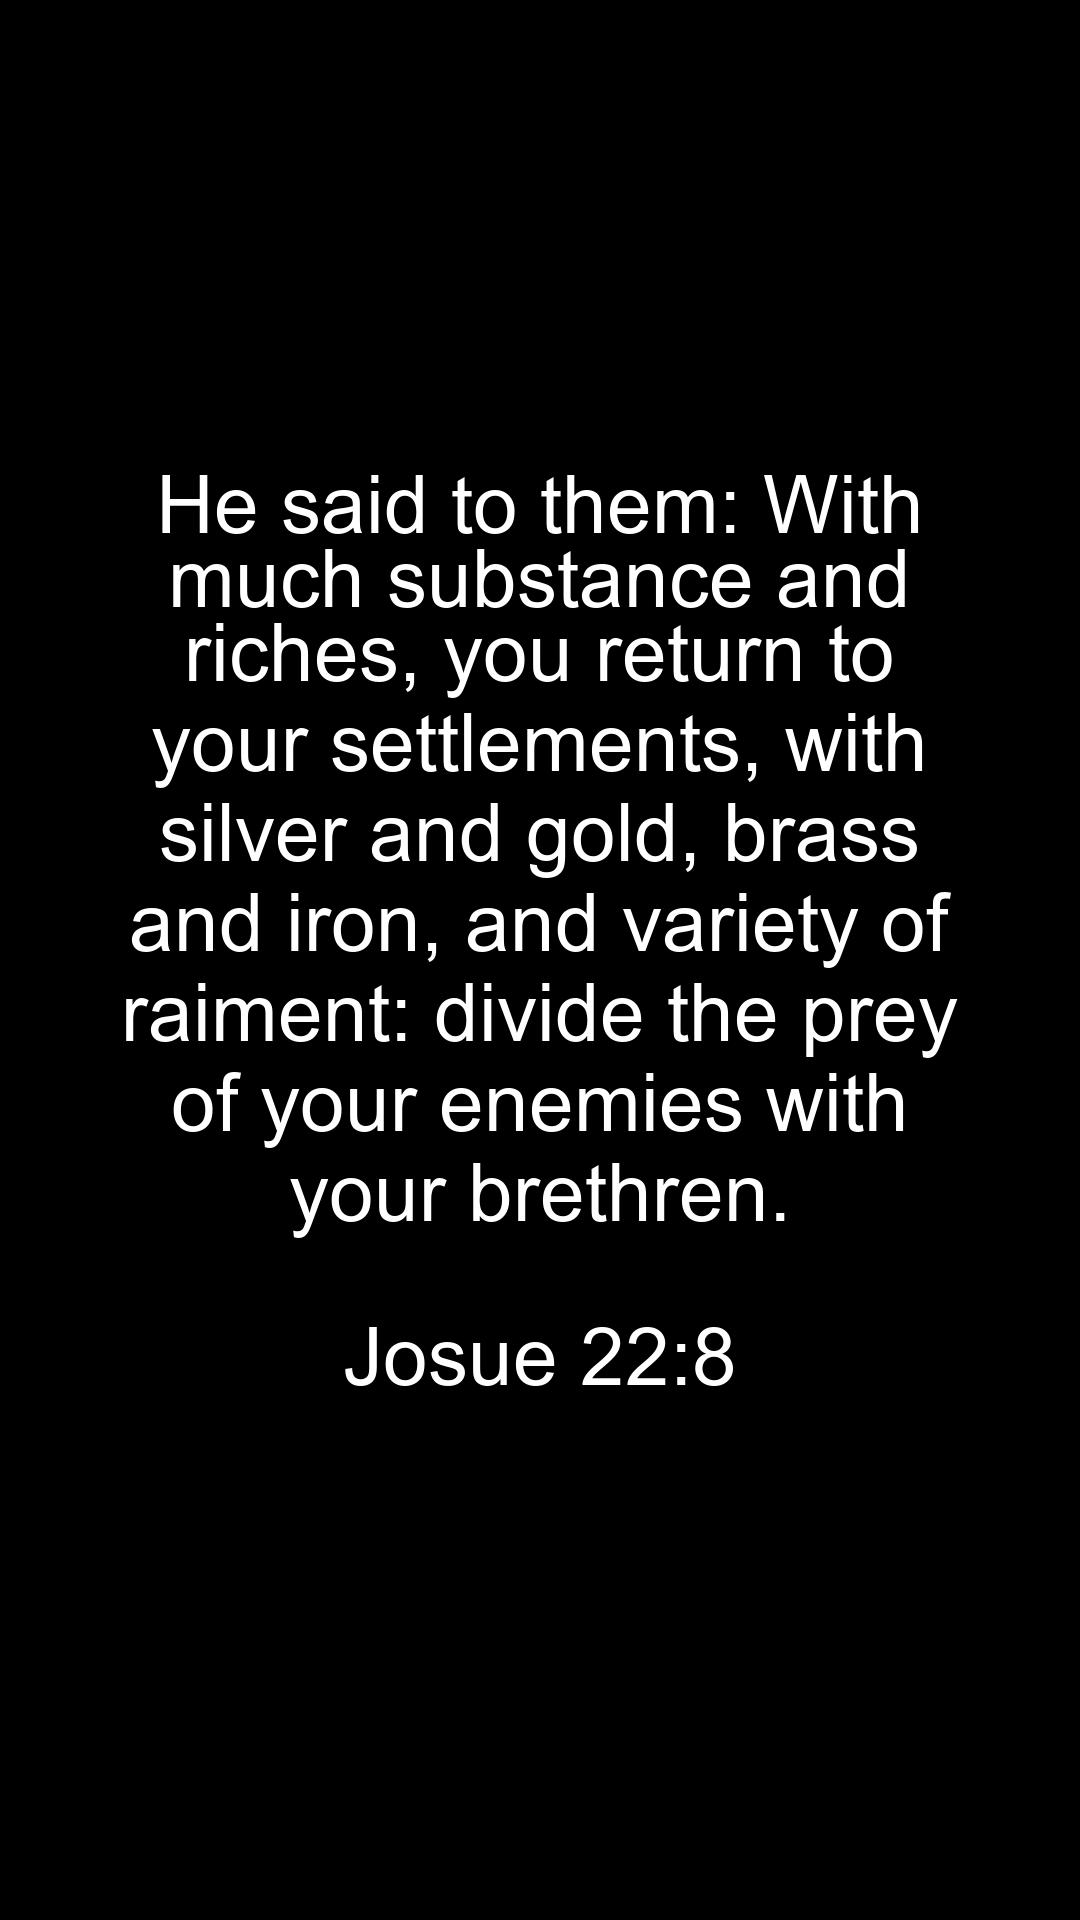 He said to them: With
much substance and
riches, you return to
your settlements, with
silver and gold, brass
and iron, and variety of
raiment: divide the prey
of your enemies with
your brethren.
Josue 22:8